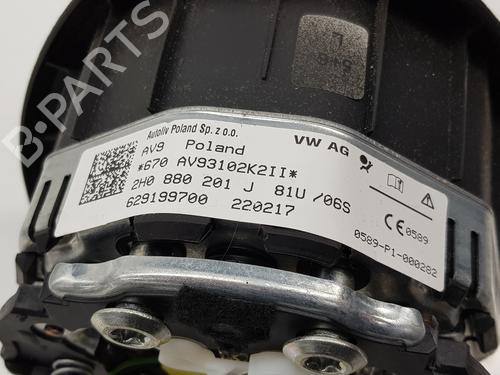 B-PARTS
L
546
Autoliv Poland Sp. z o.o.
AV9 Poland
VW AG
*670 AV93102K2II*
2H0 880 201 J 81U /06S
629199700 220217
CE 0589
0589-P1-000282